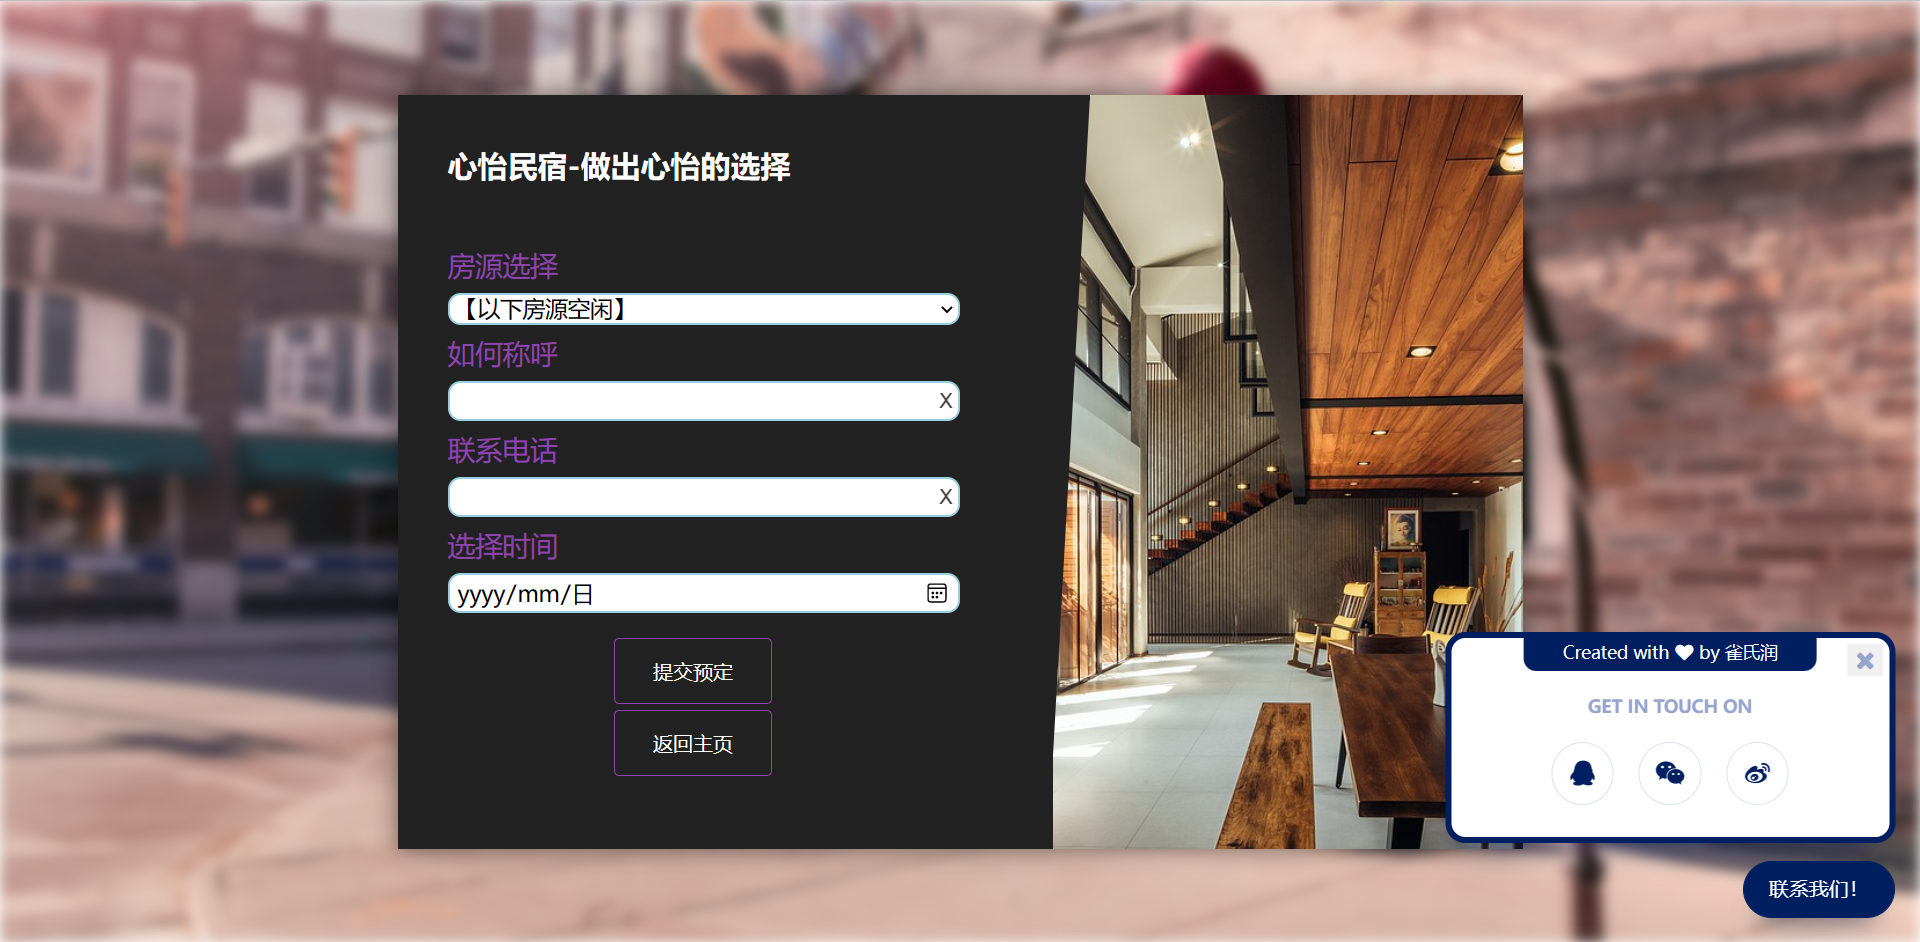 心怡民宿-做出心怡的选择
房源选择
【以下房源空闲】
如何称呼
X
联系电话
X
选择时间
yyyy/mm/日
提交预定
返回主页
Created with by 雀氏润
GET IN TOUCH ON
联系我们！